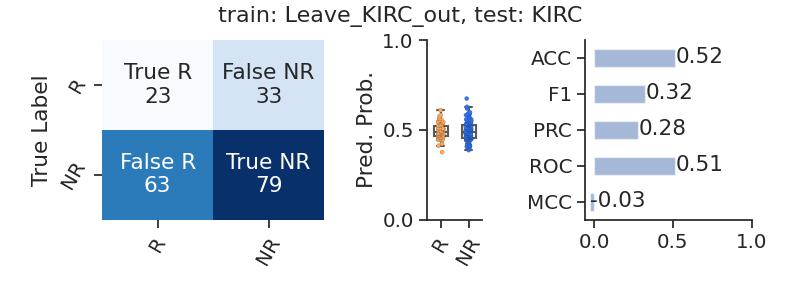 train: Leave_KIRC_out, test: KIRC
True Label
R
NR
True R
23
False NR
33
False R
63
True NR
79
R
NR
Pred. Prob.
1.0
0.5
0.0
R
NR
ACC
F1
PRC
ROC
MCC
0.52
0.32
0.28
0.51
-0.03
0.0
0.5
1.0